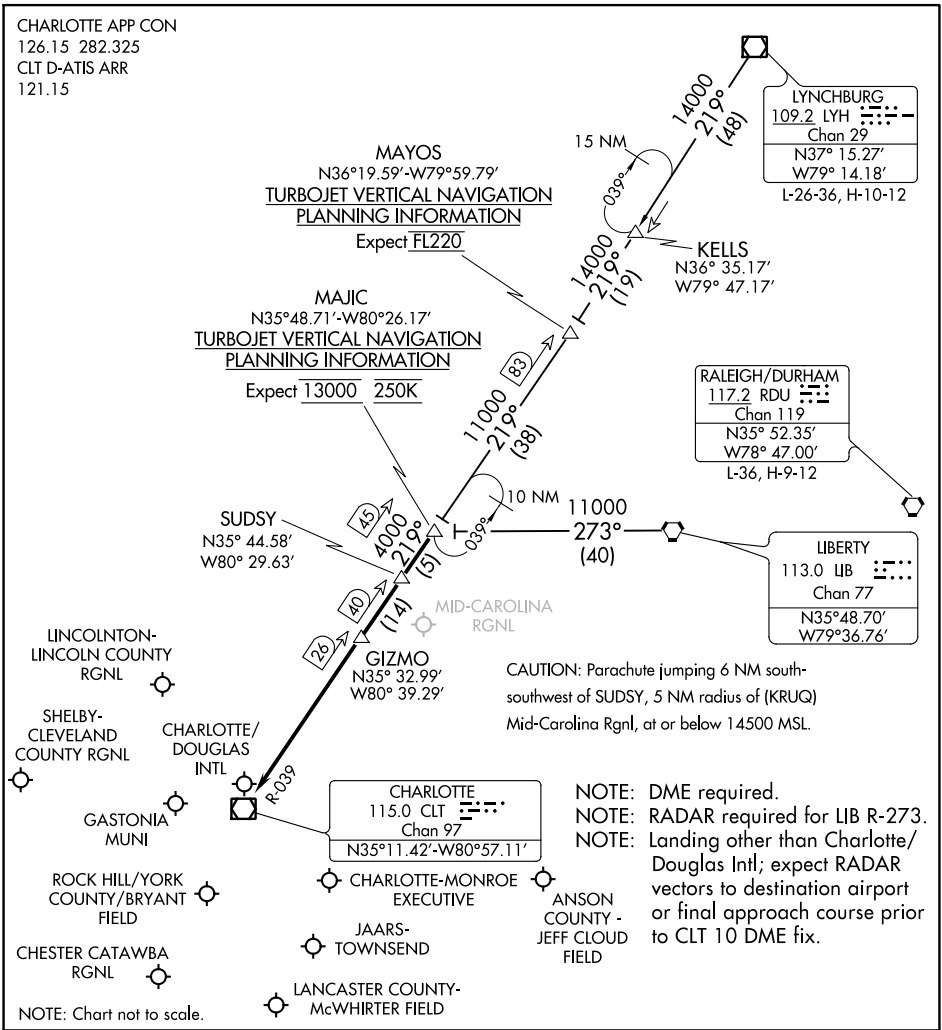 CHARLOTTE APP CON
126.15 282.325
CLT D-ATIS ARR
121.15
14000
219°
(48)
LYNCHBURG
109.2 LYH
Chan 29
N37° 15.27'
W79° 14.18'
L-26-36, H-10-12
15 NM
039°
MAYOS
N36°19.59'-W79°59.79'
TURBOJET VERTICAL NAVIGATION
PLANNING INFORMATION
Expect FL220
KELLS
N36° 35.17'
W79° 47.17'
14000
219°
(19)
MAJIC
N35°48.71'-W80°26.17'
TURBOJET VERTICAL NAVIGATION
PLANNING INFORMATION
Expect 13000 250K
83
11000
219°
(38)
RALEIGH/DURHAM
117.2 RDU
Chan 119
N35° 52.35'
W78° 47.00'
L-36, H-9-12
10 NM
039°
11000
273°
(40)
K
LIBERTY
113.0 LIB
Chan 77
N35°48.70'
W79°36.76'
SUDSY
N35° 44.58'
W80° 29.63'
45
4000
219°
(5)
40
(14)
MID-CAROLINA
RGNL
26
GIZMO
N35° 32.99'
W80° 39.29'
LINCOLNTON-
LINCOLN COUNTY
RGNL
CAUTION: Parachute jumping 6 NM south-
southwest of SUDSY, 5 NM radius of (KRUQ)
Mid-Carolina Rgnl, at or below 14500 MSL.
SHELBY-
CLEVELAND
COUNTY RGNL
CHARLOTTE/
DOUGLAS
INTL
R-039
GASTONIA
MUNI
CHARLOTTE
115.0 CLT
Chan 97
N35°11.42'-W80°57.11'
NOTE: DME required.
NOTE: RADAR required for LIB R-273.
NOTE: Landing other than Charlotte/
Douglas Intl; expect RADAR
vectors to destination airport
or final approach course prior
to CLT 10 DME fix.
ROCK HILL/YORK
COUNTY/BRYANT
FIELD
CHARLOTTE-MONROE
EXECUTIVE
ANSON
COUNTY -
JEFF CLOUD
FIELD
JAARS-
TOWNSEND
CHESTER CATAWBA
RGNL
LANCASTER COUNTY-
McWHIRTER FIELD
NOTE: Chart not to scale.